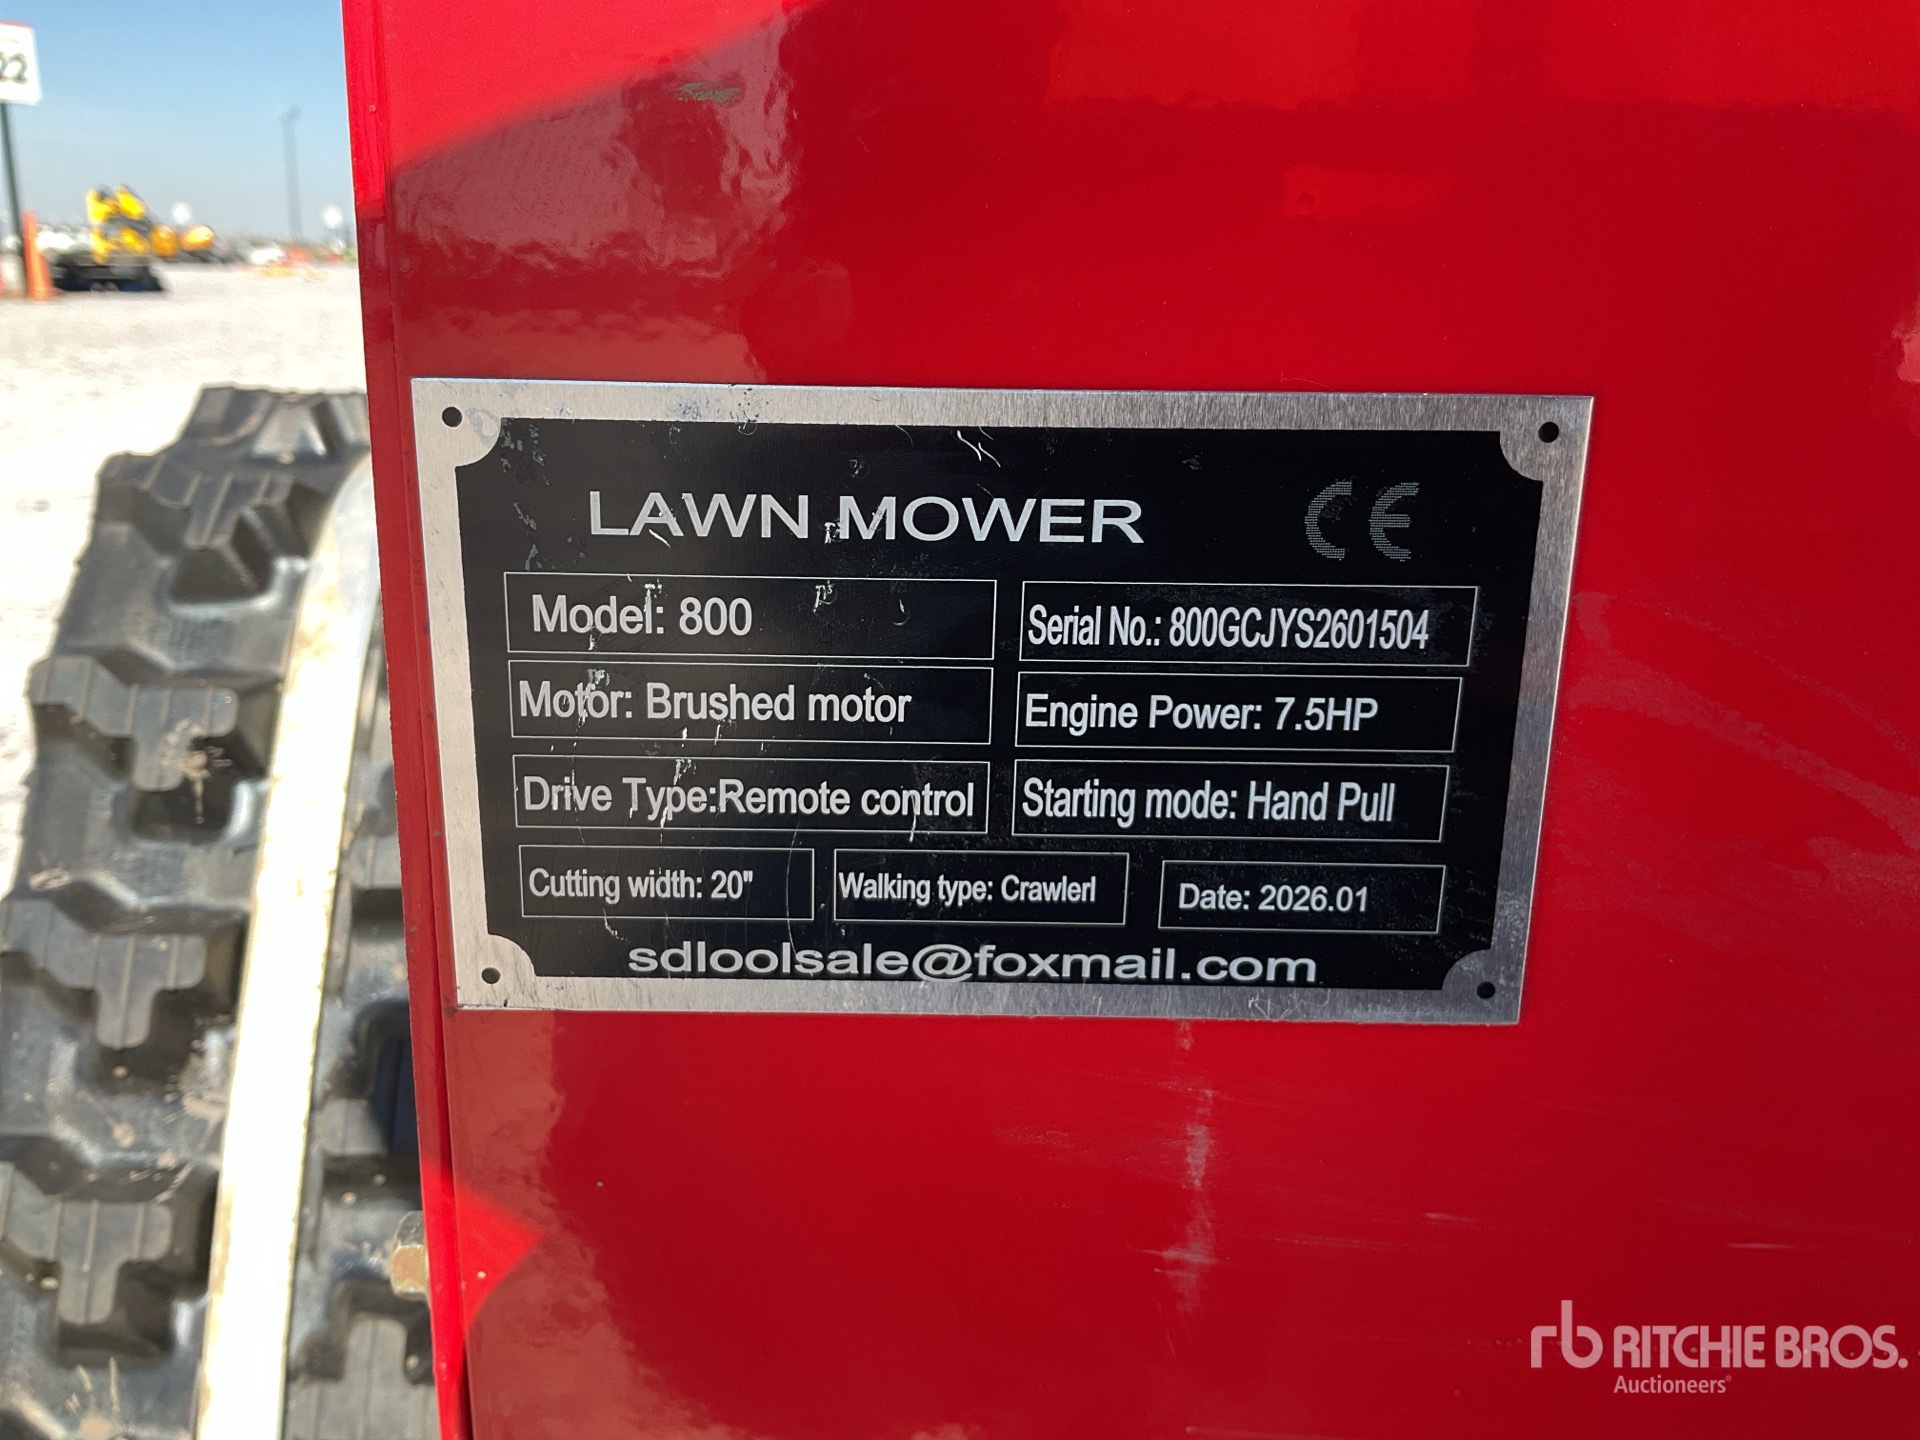 22
LAWN MOWER CE
Model: 800 Serial No.: 800GCJYS2601504
Motor: Brushed motor Engine Power: 7.5HP
Drive Type:Remote control Starting mode: Hand Pull
Cutting width: 20" Walking type: Crawlerl Date: 2026.01
sdloolsale@foxmail.com
rb RITCHIE BROS.
Auctioneers®